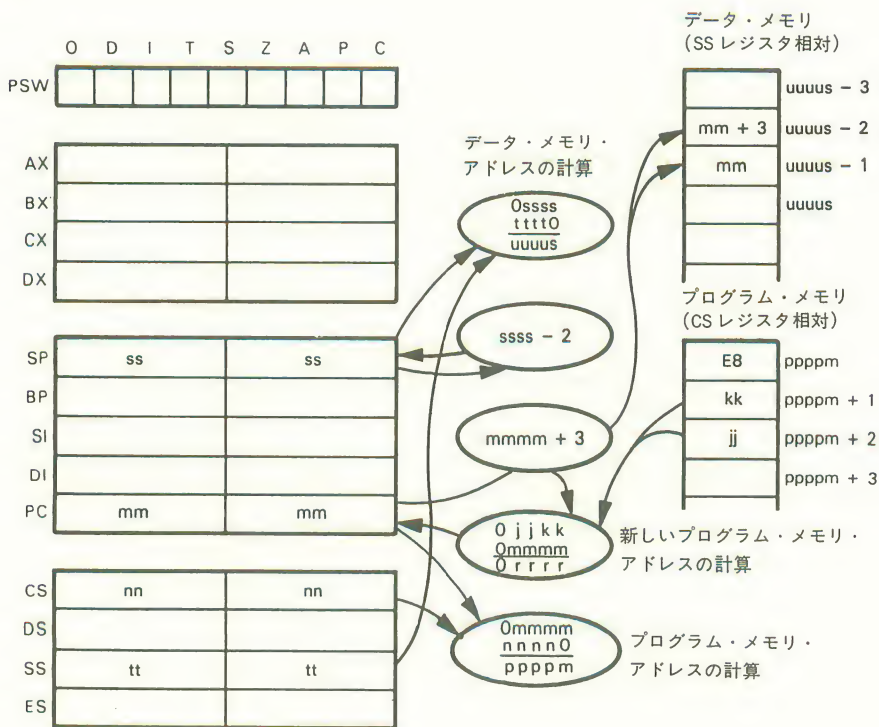 O D I T S Z A P C
PSW
AX
BX
CX
DX
SP ss ss
BP
SI
DI
PC mm mm
CS nn nn
DS
SS tt tt
ES
データ・メモリ・
アドレスの計算
0ssss
tttt0
uuuus
ssss - 2
mmmm + 3
0jjkk
0mmmm
0rrrr
新しいプログラム・メモリ・
アドレスの計算
0mmmm
nnnn0
ppppm
プログラム・メモリ・
アドレスの計算
データ・メモリ
(SSレジスタ相対)
uuuus - 3
mm + 3 uuuus - 2
mm uuuus - 1
uuuus
プログラム・メモリ
(CSレジスタ相対)
E8 ppppm
kk ppppm + 1
jj ppppm + 2
ppppm + 3